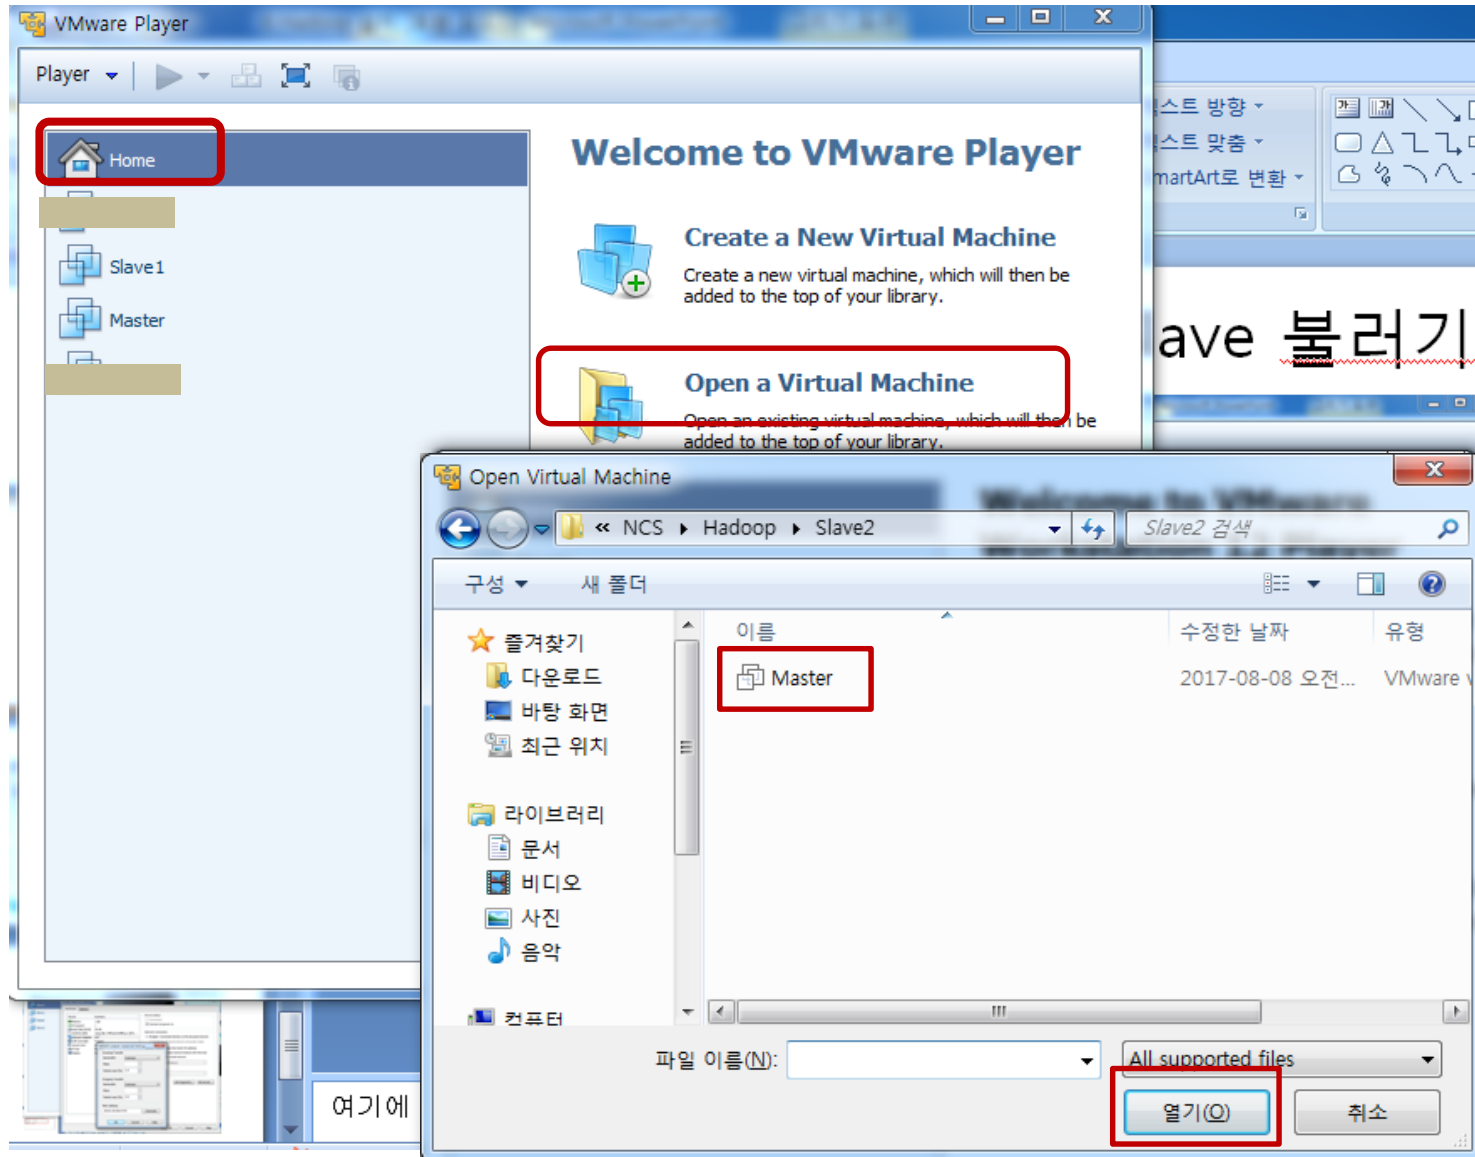 VMware Player
Player
Home
Slave1
Master
Welcome to VMware Player
Create a New Virtual Machine
Create a new virtual machine, which will then be
added to the top of your library.
Open a Virtual Machine
Open an existing virtual machine, which will then be
added to the top of your library.
스트 방향
스트 맞춤
martArt로 변환
ave 불러기
Open Virtual Machine
« NCS Hadoop Slave2
Slave2 검색
Welcome to VMware
Workstation 12 Player
구성
새 폴더
즐겨찾기
다운로드
바탕 화면
최근 위치
라이브러리
문서
비디오
사진
음악
컴퓨터
이름
수정한 날짜
유형
Master
2017-08-08 오전...
VMware v
파일 이름(N):
All supported files
열기(O)
취소
여기에